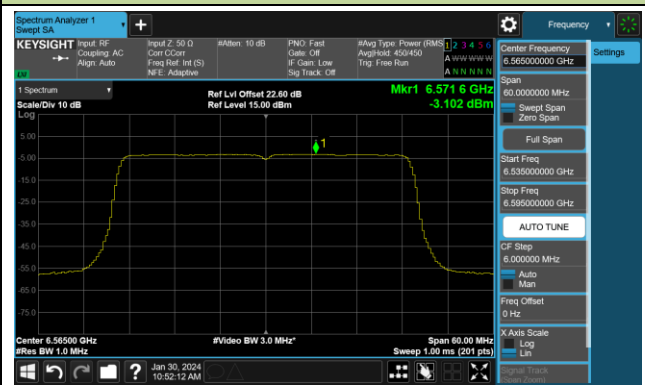 Spectrum Analyzer 1
Swept SA
Frequency
KEYSIGHT
Input: RF
Coupling: AC
Align: Auto
Input Z: 50 Ω
Corr CCorr
Freq Ref: Int (S)
NFE: Adaptive
#Atten: 10 dB
PNO: Fast
Gate: Off
IF Gain: Low
Sig Track: Off
#Avg Type: Power (RMS
Avg|Hold: 450/450
Trig: Free Run
1 2 3 4 5 6
A W W W W W
A N N N N N
LNI
1 Spectrum
Scale/Div 10 dB
Log
Ref Lvl Offset 22.60 dB
Ref Level 15.00 dBm
Mkr1 6.571 6 GHz
-3.102 dBm
1
5.00
-5.00
-15.0
-25.0
-35.0
-45.0
-55.0
-65.0
-75.0
Center 6.56500 GHz
#Res BW 1.0 MHz
#Video BW 3.0 MHz*
Span 60.00 MHz
Sweep 1.00 ms (201 pts)
Jan 30, 2024
10:52:12 AM
Center Frequency
6.565000000 GHz
Settings
Span
60.0000000 MHz
Swept Span
Zero Span
Full Span
Start Freq
6.535000000 GHz
Stop Freq
6.595000000 GHz
AUTO TUNE
CF Step
6.000000 MHz
Auto
Man
Freq Offset
0 Hz
X Axis Scale
Log
Lin
Signal Track
(Span Zoom)